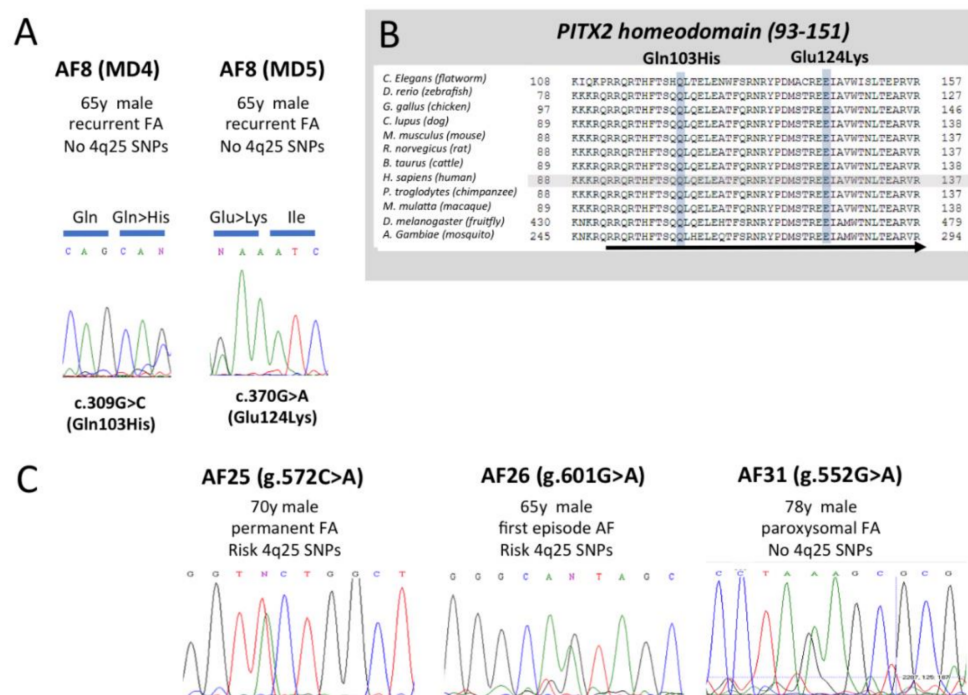 A
AF8 (MD4)
65y male
recurrent FA
No 4q25 SNPs
Gln Gln>His
C A G C A N
c.309G>C
(Gln103His)
AF8 (MD5)
65y male
recurrent FA
No 4q25 SNPs
Glu>Lys Ile
N A A A T C
c.370G>A
(Glu124Lys)
B
PITX2 homeodomain (93-151)
Gln103His Glu124Lys
C. Elegans (flatworm) 108 KIQKPRRQRTHFTSHQLTELENWFSRNRYPDMACREEIAVWISLTEPRVR 157
D. rerio (zebrafish) 78 KKKRQRRQRTHFTSQQLQELEATFQRNRYPDMSTREEIAVWTNLTEARVR 127
G. gallus (chicken) 97 KKKRQRRQRTHFTSQQLQELEATFQRNRYPDMSTREEIAVWTNLTEARVR 146
C. lupus (dog) 89 KKKRQRRQRTHFTSQQLQELEATFQRNRYPDMSTREEIAVWTNLTEARVR 138
M. musculus (mouse) 88 KKKRQRRQRTHFTSQQLQELEATFQRNRYPDMSTREEIAVWTNLTEARVR 137
R. norvegicus (rat) 88 KKKRQRRQRTHFTSQQLQELEATFQRNRYPDMSTREEIAVWTNLTEARVR 137
B. taurus (cattle) 89 KKKRQRRQRTHFTSQQLQELEATFQRNRYPDMSTREEIAVWTNLTEARVR 138
H. sapiens (human) 88 KKKRQRRQRTHFTSQQLQELEATFQRNRYPDMSTREEIAVWTNLTEARVR 137
P. troglodytes (chimpanzee) 88 KKKRQRRQRTHFTSQQLQELEATFQRNRYPDMSTREEIAVWTNLTEARVR 137
M. mulatta (macaque) 89 KKKRQRRQRTHFTSQQLQELEATFQRNRYPDMSTREEIAVWTNLTEARVR 138
D. melanogaster (fruitfly) 430 KNKRQRRQRTHFTSQQLQELEHTFSRNRYPDMSTREEIAMWTNLTEARVR 479
A. Gambiae (mosquito) 245 KNKRQRRQRTHFTSQQLHELEQTFSRNRYPDMSTREEIAMWTNLTEARVR 294
C
AF25 (g.572C>A)
70y male
permanent FA
Risk 4q25 SNPs
G G T N C T G G C T
AF26 (g.601G>A)
65y male
first episode AF
Risk 4q25 SNPs
G G G C A N T A G C
AF31 (g.552G>A)
78y male
paroxysmal FA
No 4q25 SNPs
C C T A A A G C G C G